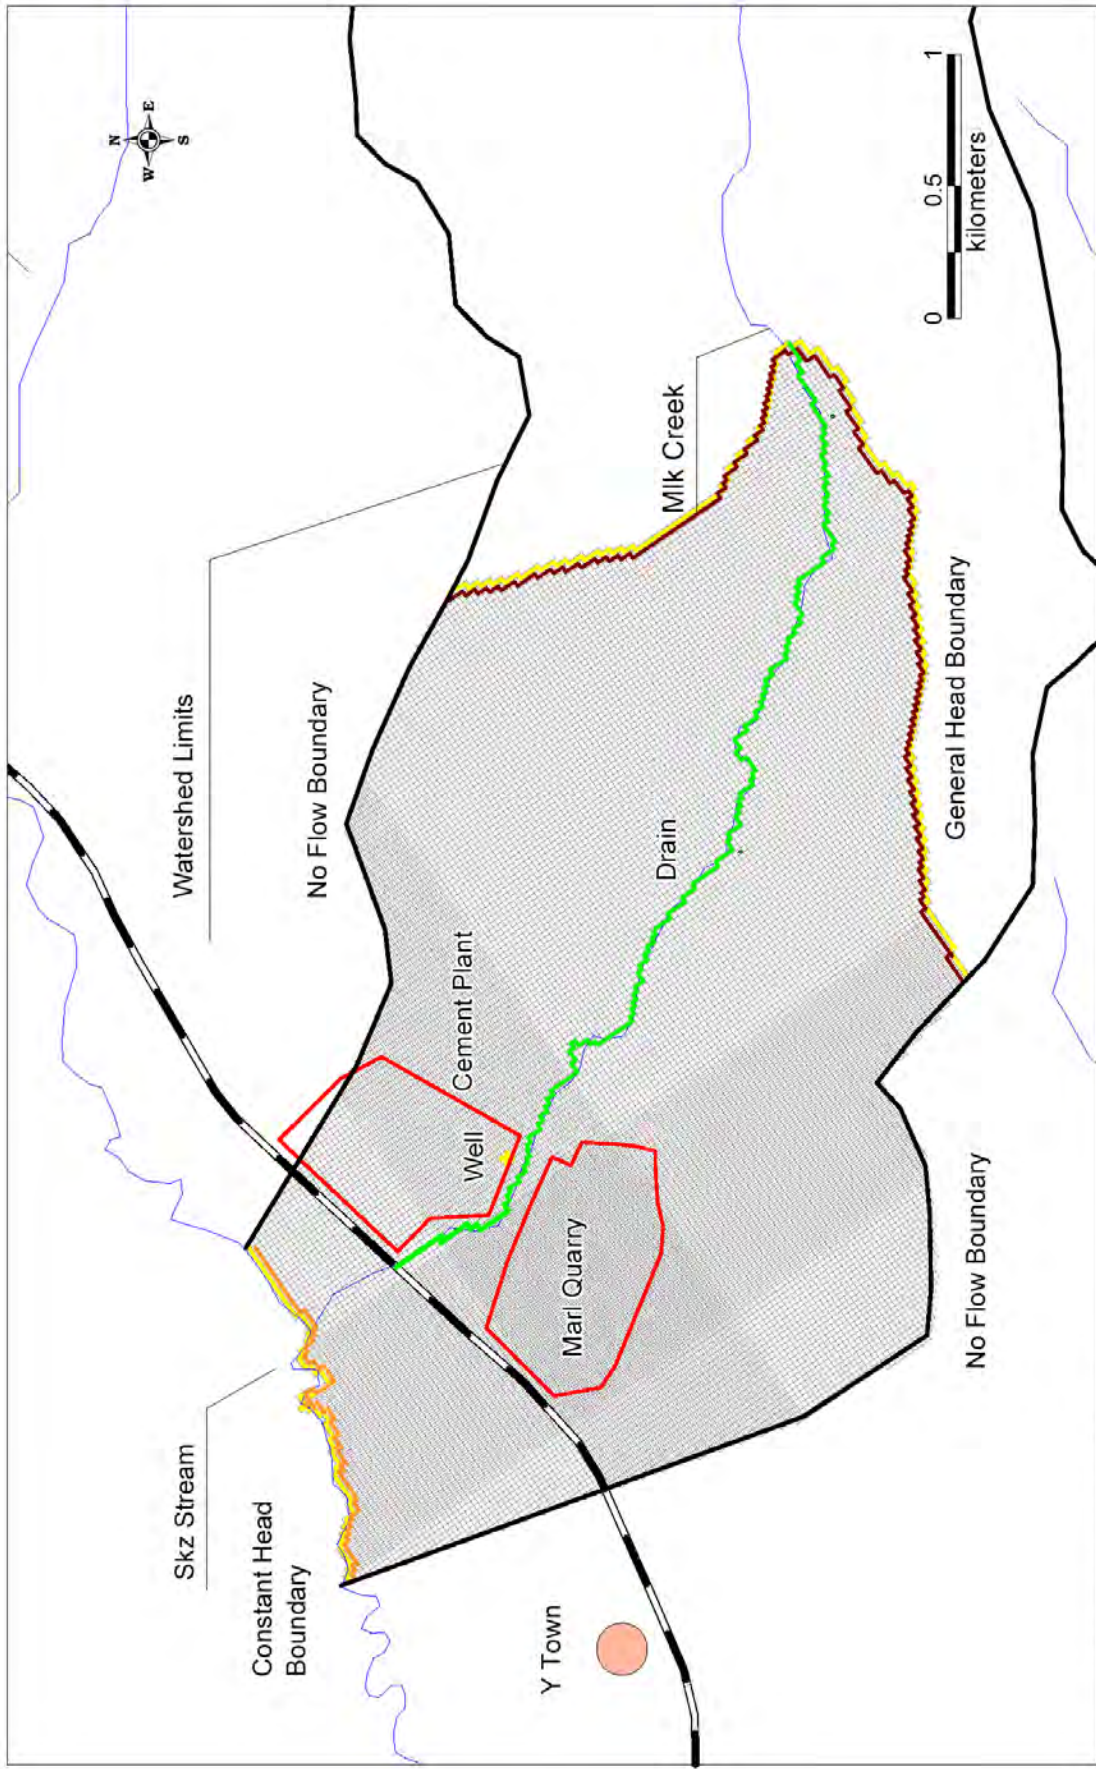 Skz Stream
Constant Head
Boundary
Y Town
Watershed Limits
No Flow Boundary
Cement Plant
Well
Marl Quarry
Drain
Mlk Creek
General Head Boundary
No Flow Boundary
N
E
S
W
0
0.5
1
kilometers